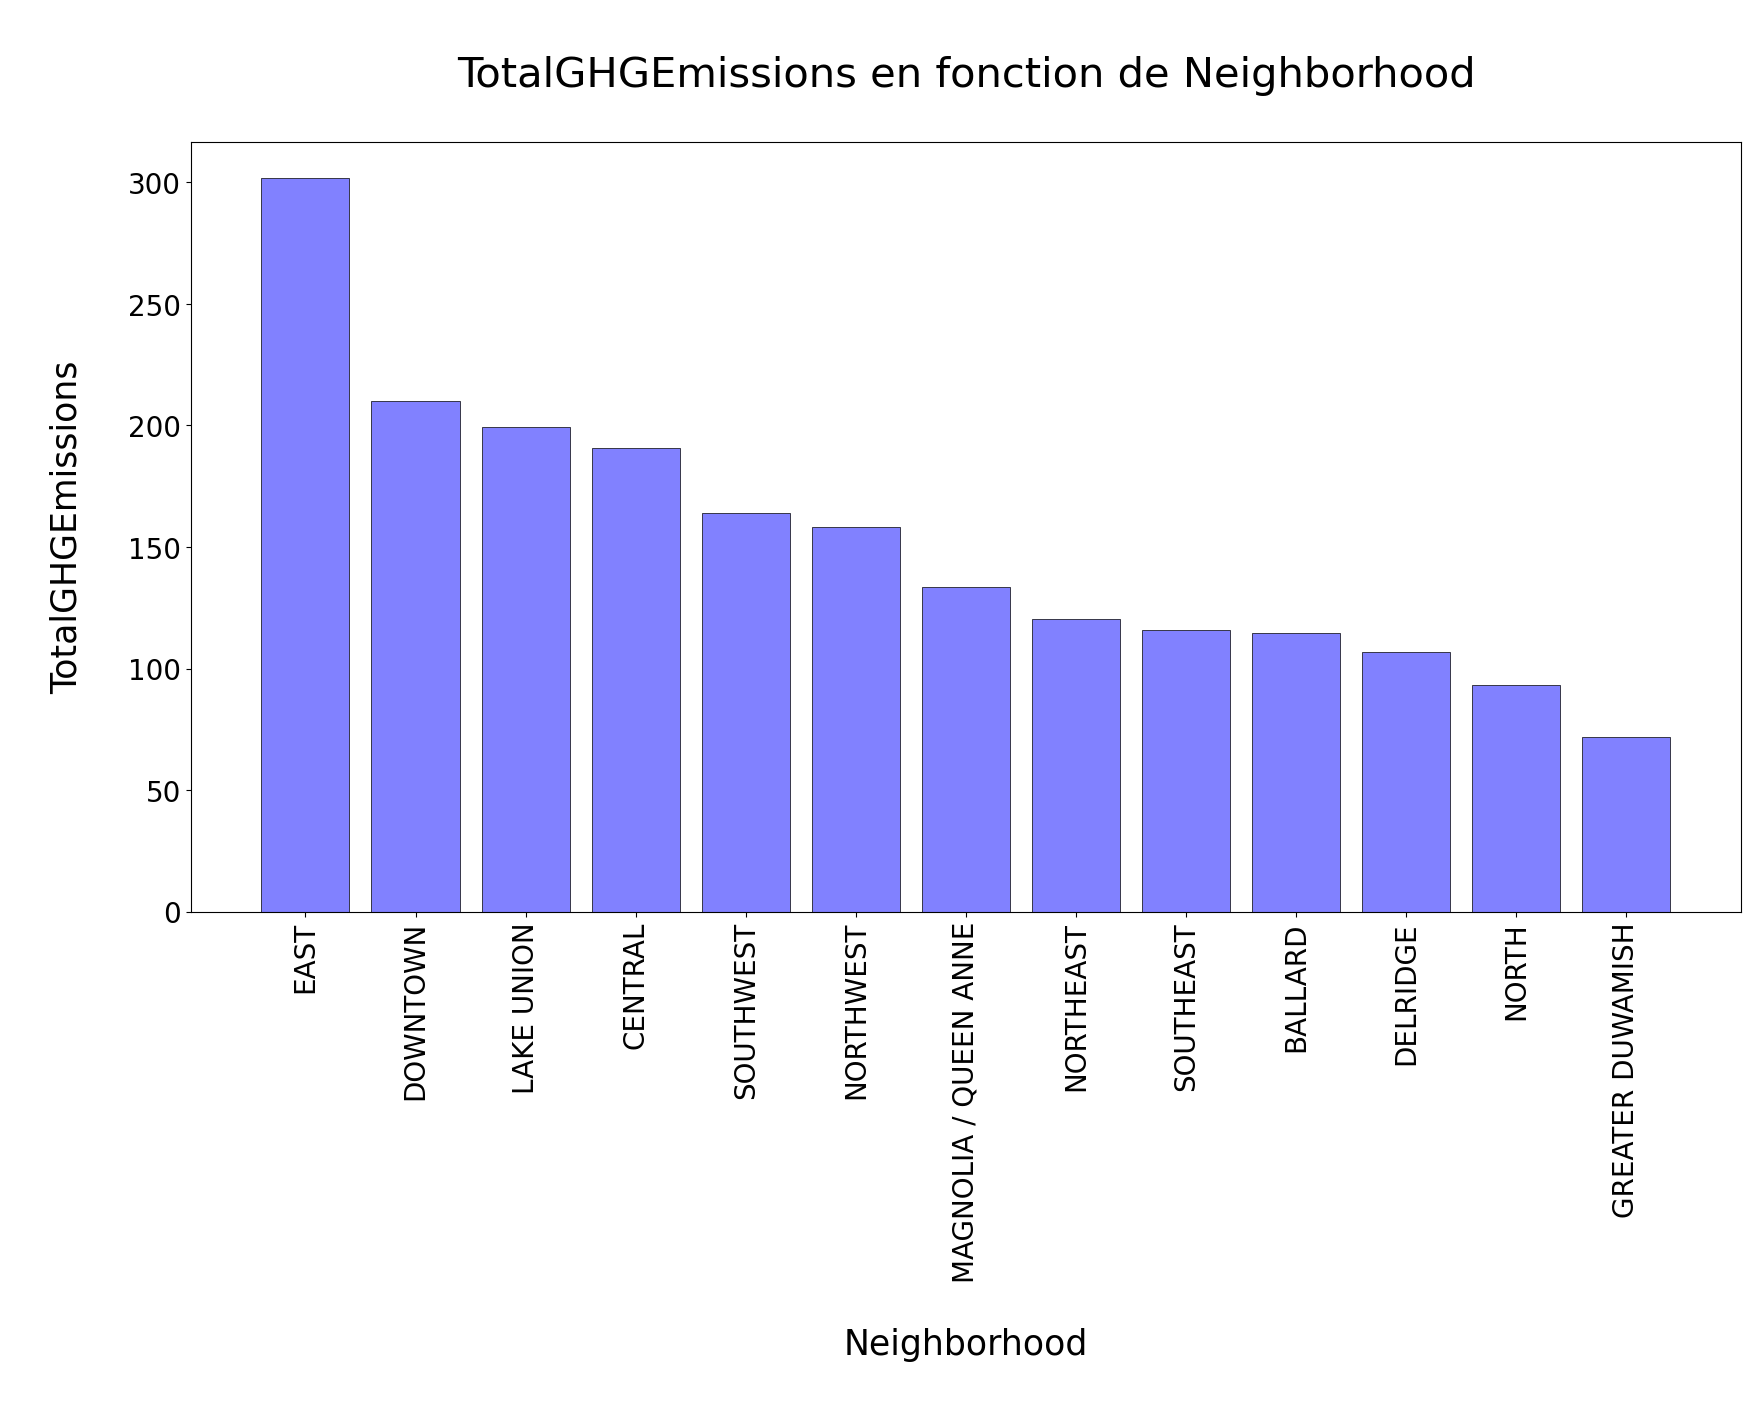 TotalGHGEmissions en fonction de Neighborhood
TotalGHGEmissions
300
250
200
150
100
50
0
EAST
DOWNTOWN
LAKE UNION
CENTRAL
SOUTHWEST
NORTHWEST
MAGNOLIA / QUEEN ANNE
NORTHEAST
SOUTHEAST
BALLARD
DELRIDGE
NORTH
GREATER DUWAMISH
Neighborhood